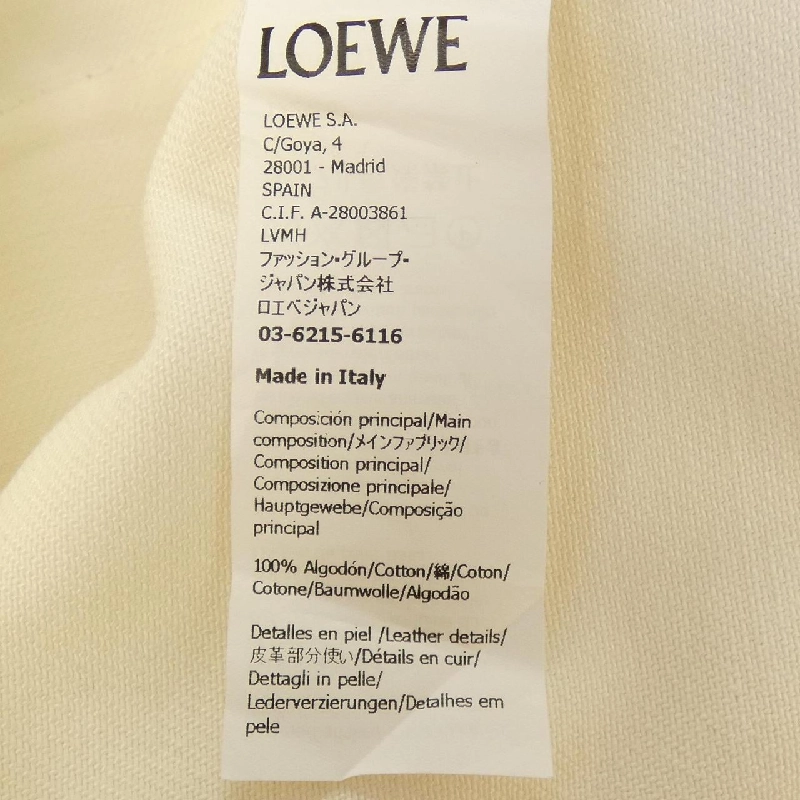 LOEWE
LOEWE S.A.
C/Goya, 4
28001 - Madrid
SPAIN
C.I.F. A-28003861
LVMH
ファッション・グループ・
ジャパン株式会社
ロエベジャパン
03-6215-6116
Made in Italy
Composición principal/Main
composition/メインファブリック/
Composition principal/
Composizione principale/
Hauptgewebe/Composição
principal
100% Algodón/Cotton/綿/Coton/
Cotone/Baumwolle/Algodão
Detalles en piel /Leather details/
皮革部分使い/Détails en cuir/
Dettagli in pelle/
Lederverzierungen/Detalhes em
pele